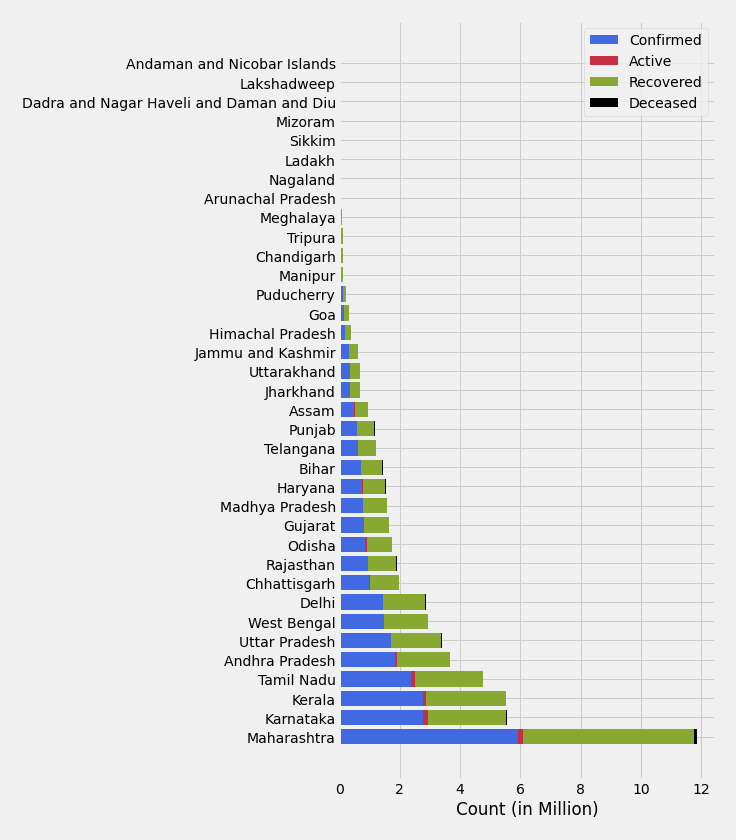 Confirmed
Active
Recovered
Deceased
Andaman and Nicobar Islands
Lakshadweep
Dadra and Nagar Haveli and Daman and Diu
Mizoram
Sikkim
Ladakh
Nagaland
Arunachal Pradesh
Meghalaya
Tripura
Chandigarh
Manipur
Puducherry
Goa
Himachal Pradesh
Jammu and Kashmir
Uttarakhand
Jharkhand
Assam
Punjab
Telangana
Bihar
Haryana
Madhya Pradesh
Gujarat
Odisha
Rajasthan
Chhattisgarh
Delhi
West Bengal
Uttar Pradesh
Andhra Pradesh
Tamil Nadu
Kerala
Karnataka
Maharashtra
0 2 4 6 8 10 12
Count (in Million)